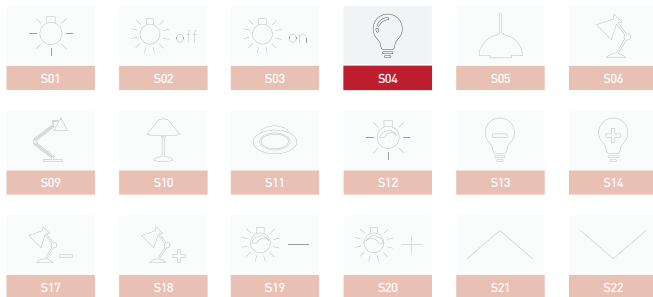 off
on
S01 S02 S03 S04 S05 S06
S09 S10 S11 S12 S13 S14
S17 S18 S19 S20 S21 S22